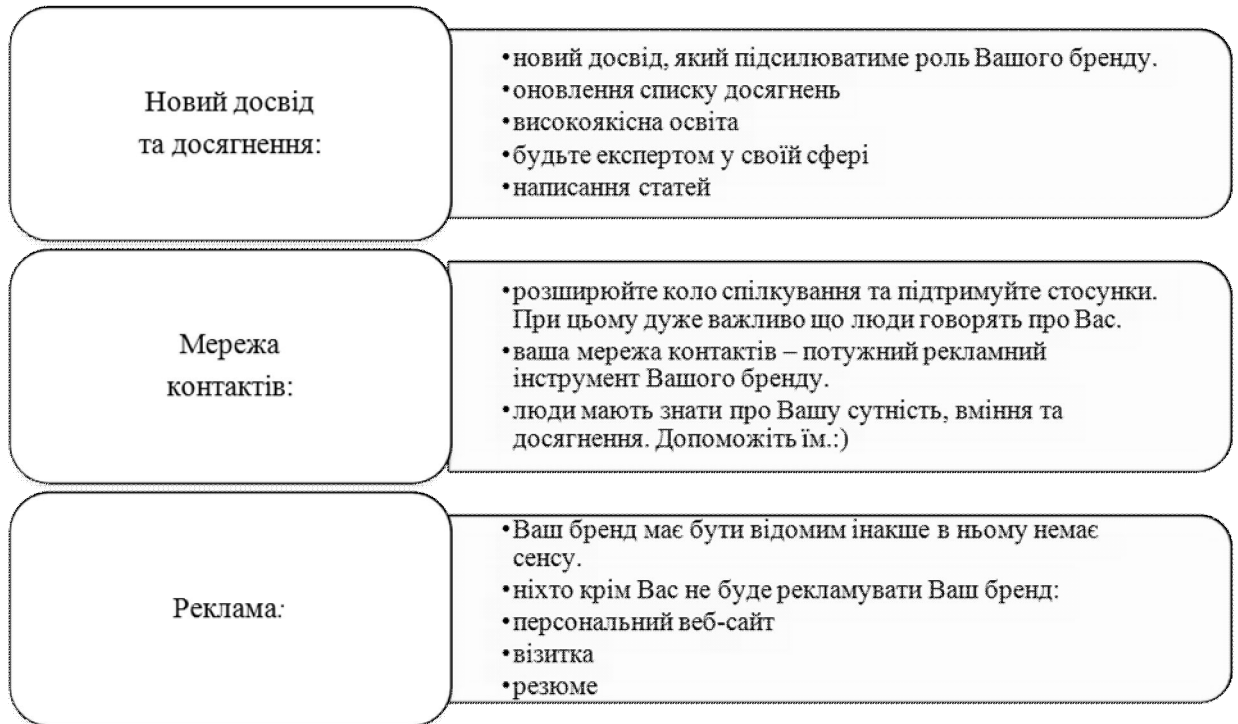 Новий досвід
та досягнення:
•новий досвід, який підсилюватиме роль Вашого бренду.
•оновлення списку досягнень
•високоякісна освіта
•будьте експертом у своїй сфері
•написання статей
Мережа
контактів:
•розширюйте коло спілкування та підтримуйте стосунки.
При цьому дуже важливо що люди говорять про Вас.
•ваша мережа контактів – потужний рекламний
інструмент Вашого бренду.
•люди мають знати про Вашу сутність, вміння та
досягнення. Допоможіть їм.:)
Реклама:
•Ваш бренд має бути відомим інакше в ньому немає
сенсу.
•ніхто крім Вас не буде рекламувати Ваш бренд:
•персональний веб-сайт
•візитка
•резюме